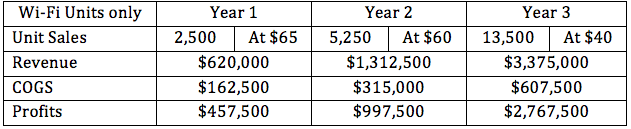 Wi-Fi Units only Year 1 Year 2 Year 3
Unit Sales 2,500 At $65 5,250 At $60 13,500 At $40
Revenue $620,000 $1,312,500 $3,375,000
COGS $162,500 $315,000 $607,500
Profits $457,500 $997,500 $2,767,500